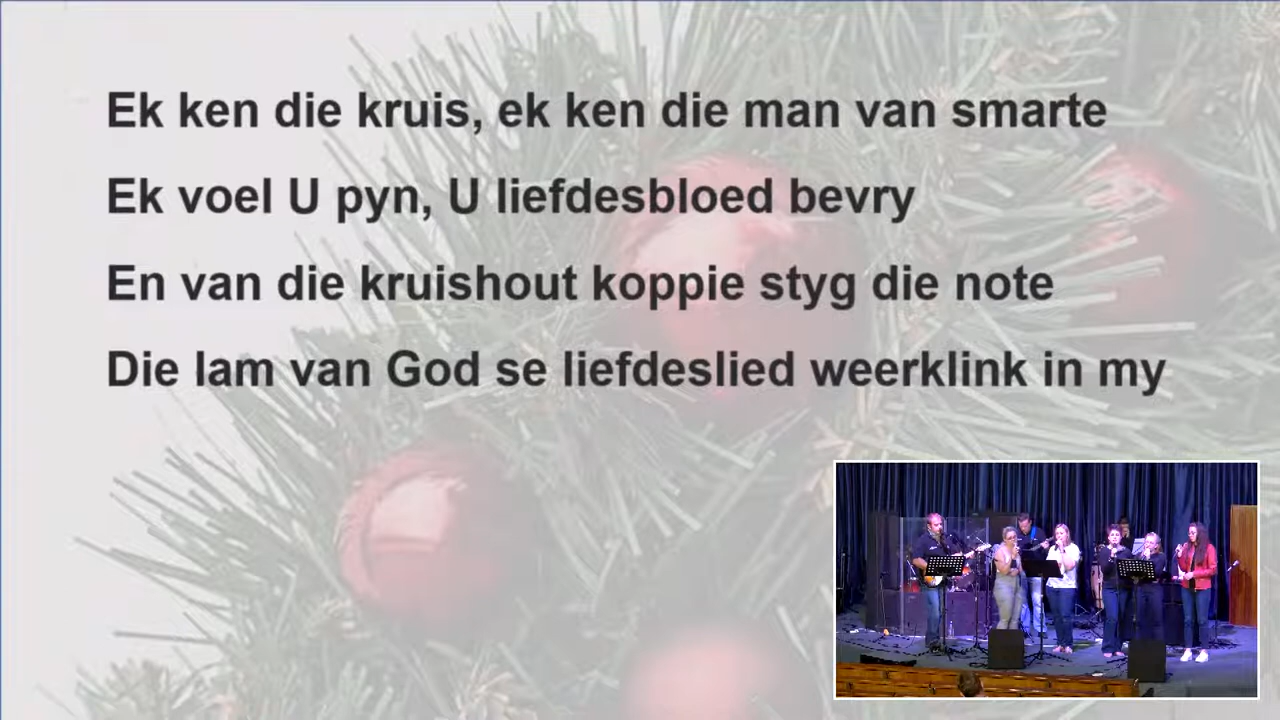 Ek ken die kruis, ek ken die man van smarte
Ek voel U pyn, U liefdesbloed bevry
En van die kruishout koppie styg die note
Die lam van God se liefdeslied weerklink in my